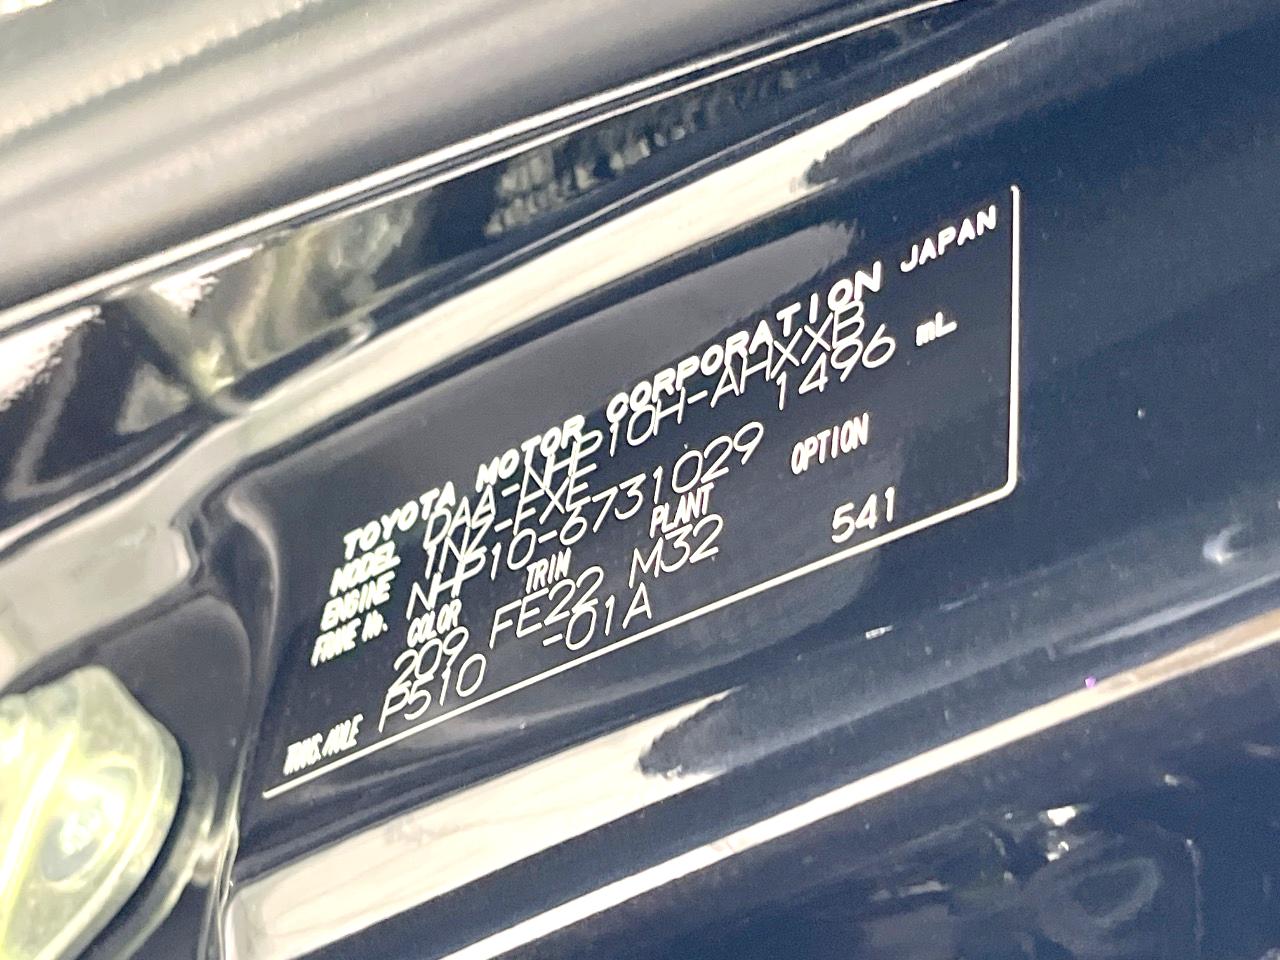 TOYOTA MOTOR CORPORATION JAPAN
MODEL DAA-NHP10H-AHXXB
ENGINE 1NZ-FXE 1496 mL
FRAME No. NHP10-6731029
COLOR TRIM PLANT OPTION
209 FE22 M32 541
TRANS.AXLE P510 -01A